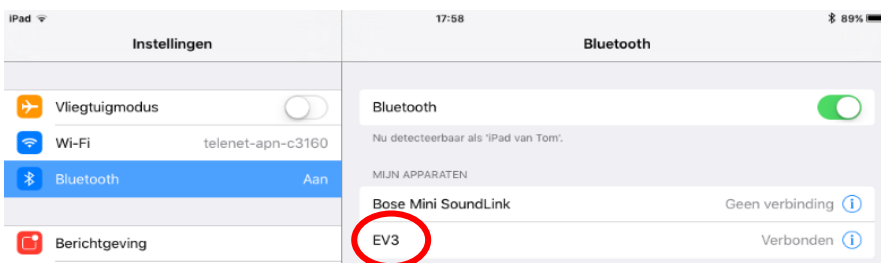 iPad 17:58 89%
Instellingen Bluetooth
Vliegtuigmodus
Wi-Fi telenet-apn-c3160
Bluetooth Aan
Berichtgeving
Bluetooth
Nu detecteerbaar als 'iPad van Tom'.
MIJN APPARATEN
Bose Mini SoundLink Geen verbinding
EV3 Verbonden